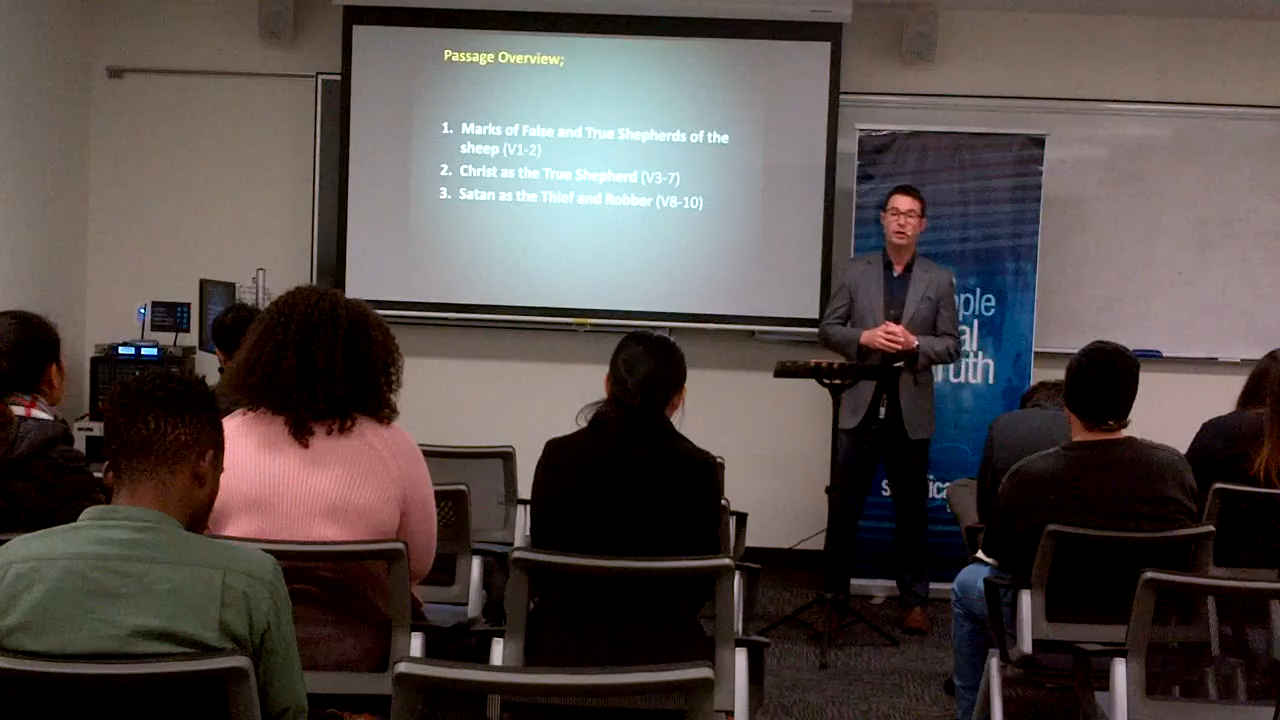 Passage Overview;
1. Marks of False and True Shepherds of the
sheep (V1-2)
2. Christ as the True Shepherd (V3-7)
3. Satan as the Thief and Robber (V8-10)